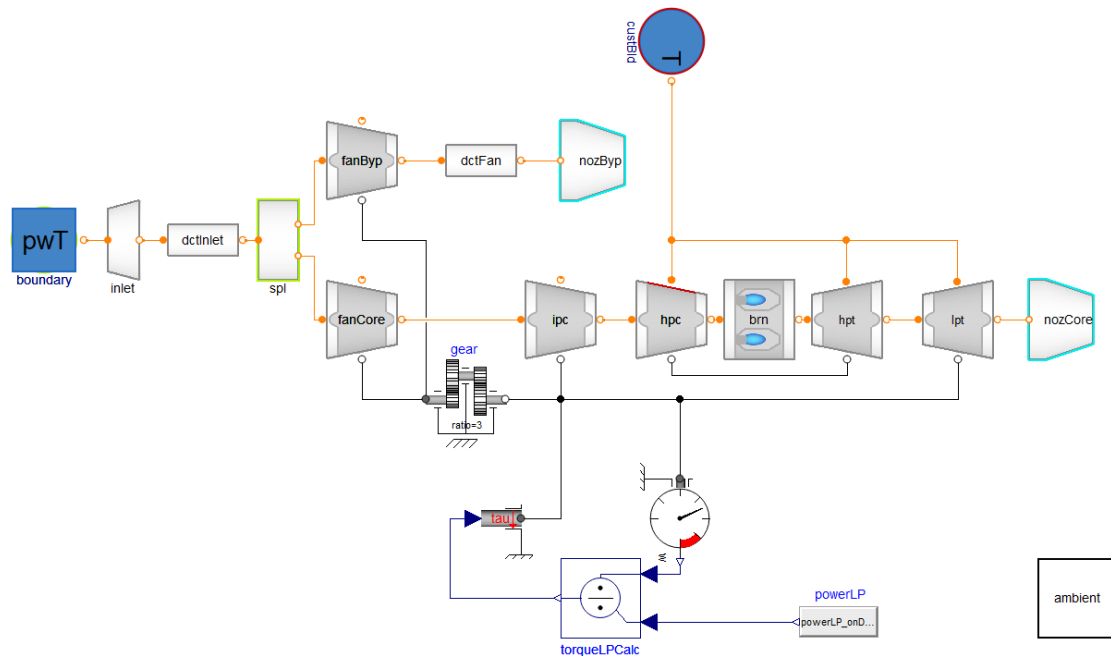 custBld
T
fanByp
dctFan
nozByp
pwT
boundary
inlet
dctInlet
spl
fanCore
ipc
hpc
brn
hpt
lpt
nozCore
gear
ratio=3
tau
w
powerLP
powerLP_onD...
torqueLPCalc
ambient